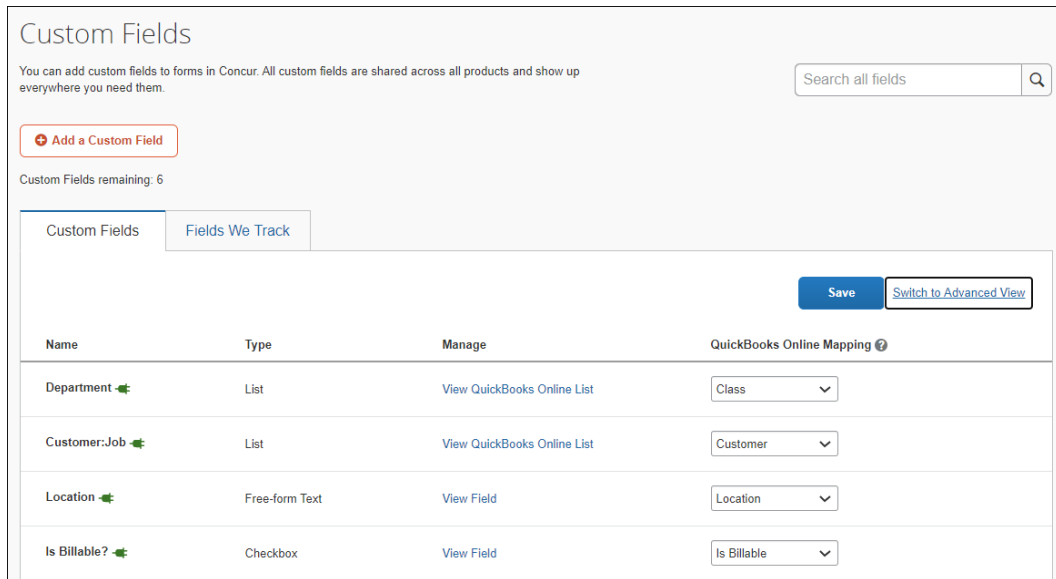 Custom Fields
You can add custom fields to forms in Concur. All custom fields are shared across all products and show up
everywhere you need them.
Search all fields
Add a Custom Field
Custom Fields remaining: 6
Custom Fields Fields We Track
Save Switch to Advanced View
Name Type Manage QuickBooks Online Mapping ?
Department List View QuickBooks Online List Class
Customer:Job List View QuickBooks Online List Customer
Location Free-form Text View Field Location
Is Billable? Checkbox View Field Is Billable